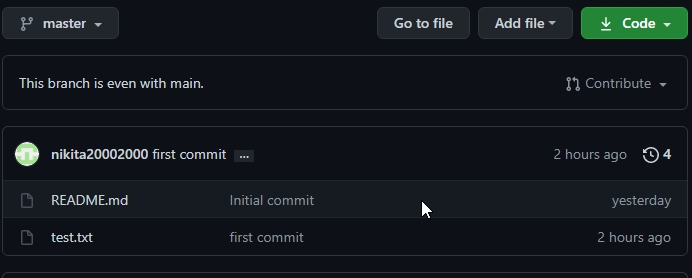 master Go to file Add file Code
This branch is even with main. Contribute
nikita20002000 first commit ... 2 hours ago 4
README.md Initial commit yesterday
test.txt first commit 2 hours ago